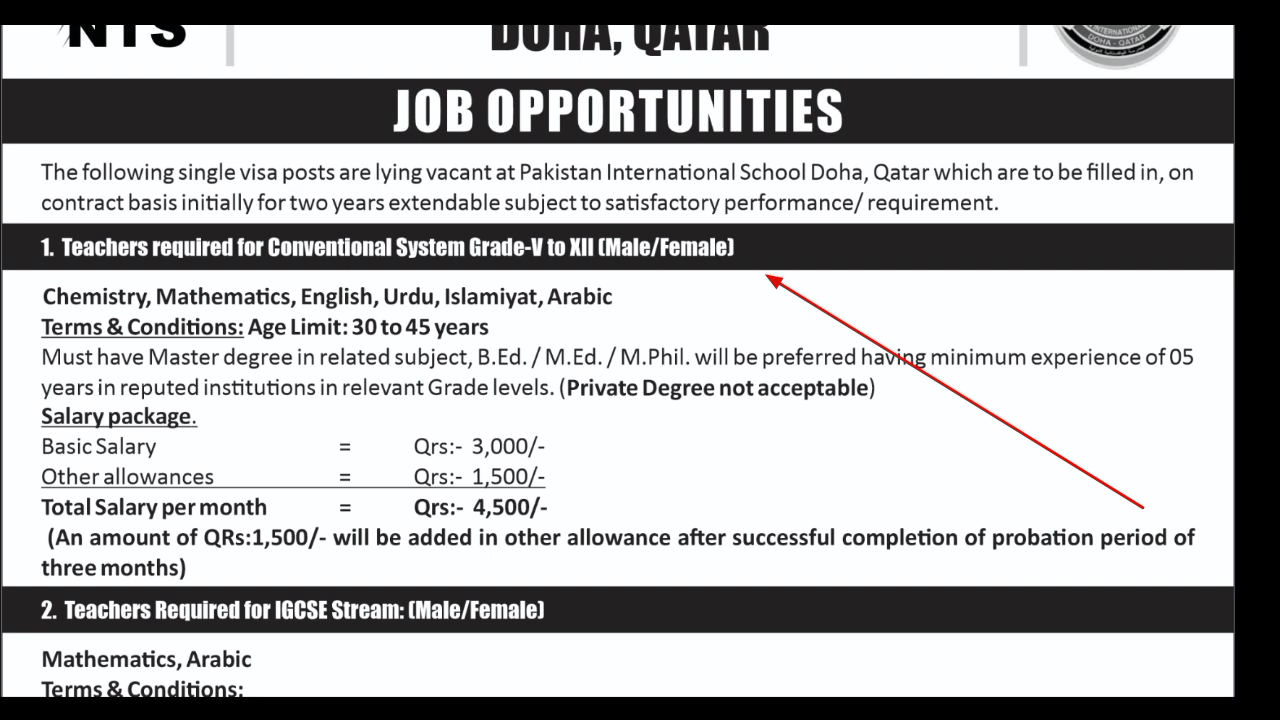 NTS
DOHA, QATAR
INTERNATIONAL
DOHA - QATAR
JOB OPPORTUNITIES
The following single visa posts are lying vacant at Pakistan International School Doha, Qatar which are to be filled in, on
contract basis initially for two years extendable subject to satisfactory performance/ requirement.
1. Teachers required for Conventional System Grade-V to XII (Male/Female)
Chemistry, Mathematics, English, Urdu, Islamiyat, Arabic
Terms & Conditions: Age Limit: 30 to 45 years
Must have Master degree in related subject, B.Ed. / M.Ed. / M.Phil. will be preferred having minimum experience of 05
years in reputed institutions in relevant Grade levels. (Private Degree not acceptable)
Salary package.
Basic Salary = Qrs:- 3,000/-
Other allowances = Qrs:- 1,500/-
Total Salary per month = Qrs:- 4,500/-
(An amount of QRs:1,500/- will be added in other allowance after successful completion of probation period of
three months)
2. Teachers Required for IGCSE Stream: (Male/Female)
Mathematics, Arabic
Terms & Conditions: